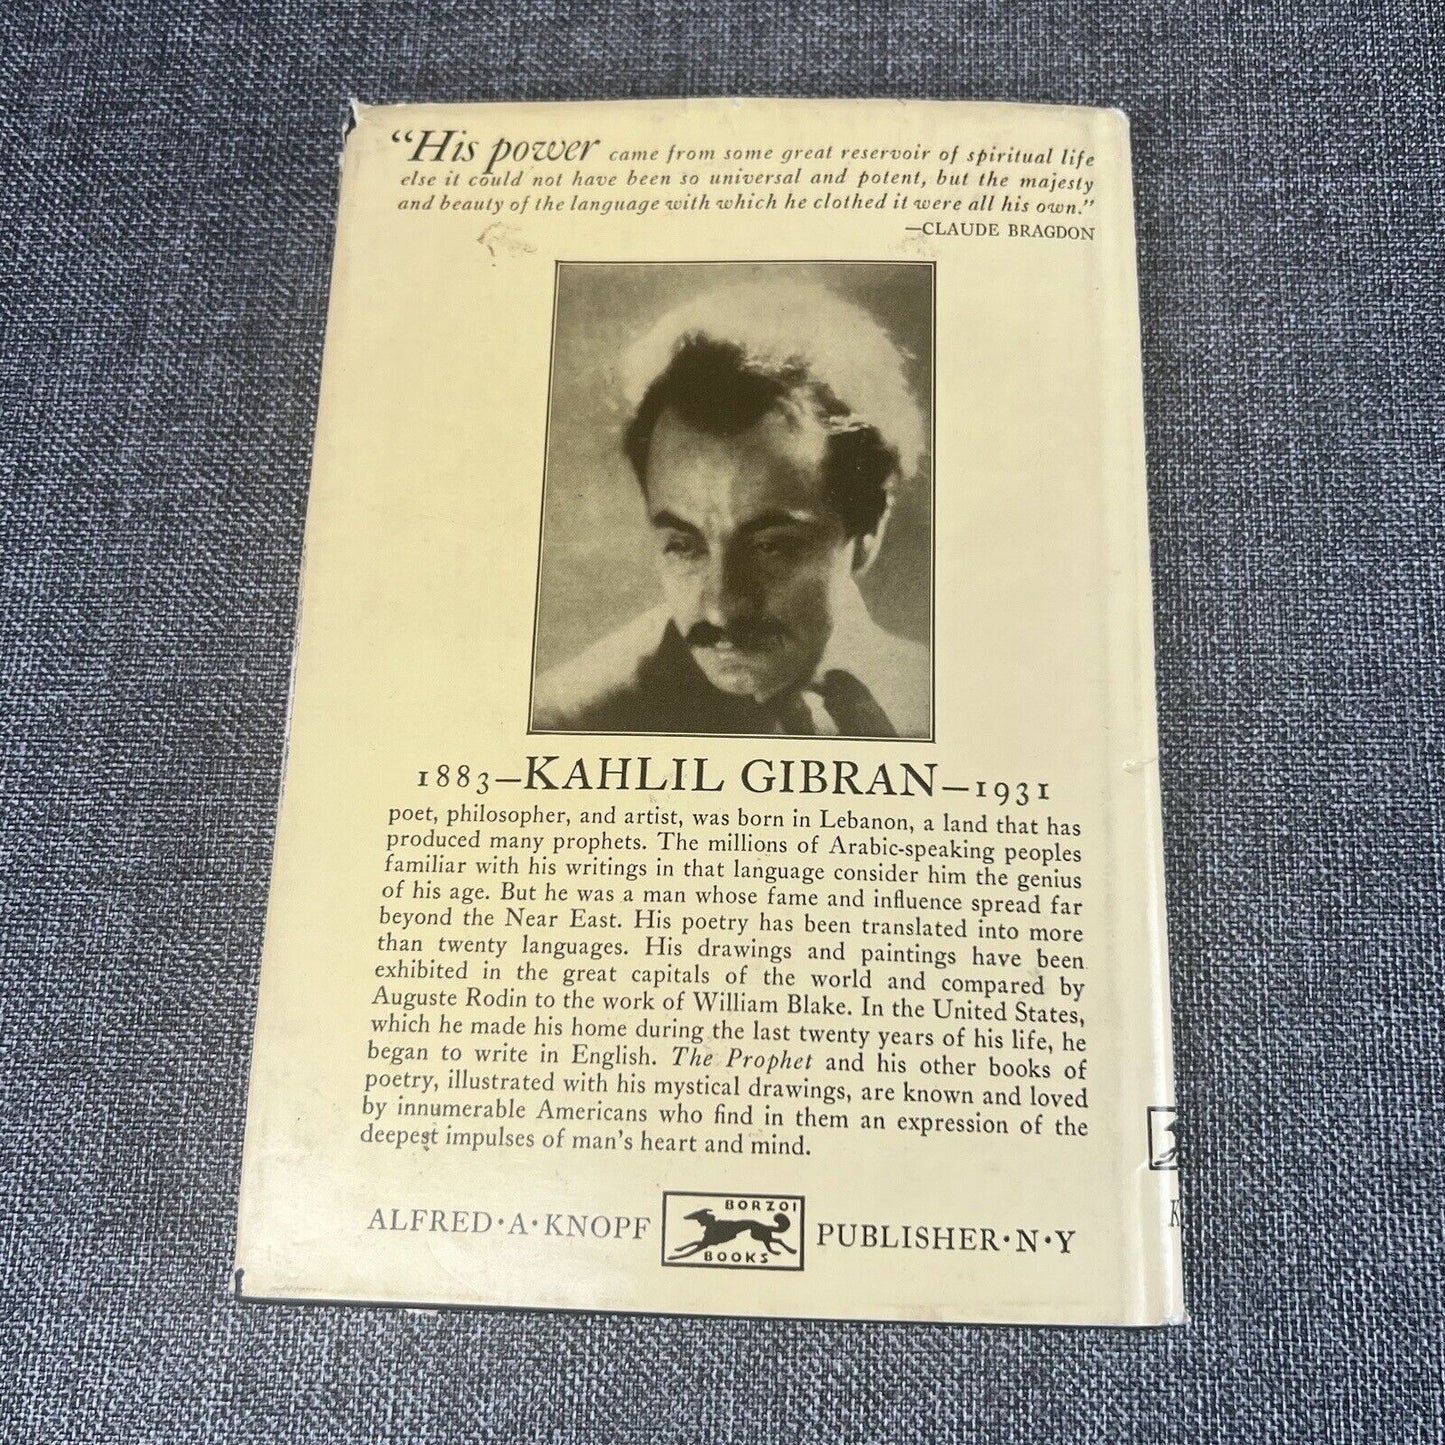 “His power came from some great reservoir of spiritual life
else it could not have been so universal and potent, but the majesty
and beauty of the language with which he clothed it were all his own.”
—CLAUDE BRAGDON
1883—KAHLIL GIBRAN—1931
poet, philosopher, and artist, was born in Lebanon, a land that has
produced many prophets. The millions of Arabic-speaking peoples
familiar with his writings in that language consider him the genius
of his age. But he was a man whose fame and influence spread far
beyond the Near East. His poetry has been translated into more
than twenty languages. His drawings and paintings have been
exhibited in the great capitals of the world and compared by
Auguste Rodin to the work of William Blake. In the United States,
which he made his home during the last twenty years of his life, he
began to write in English. The Prophet and his other books of
poetry, illustrated with his mystical drawings, are known and loved
by innumerable Americans who find in them an expression of the
deepest impulses of man's heart and mind.
ALFRED·A·KNOPF
BORZOI
BOOKS
PUBLISHER·N·Y
K